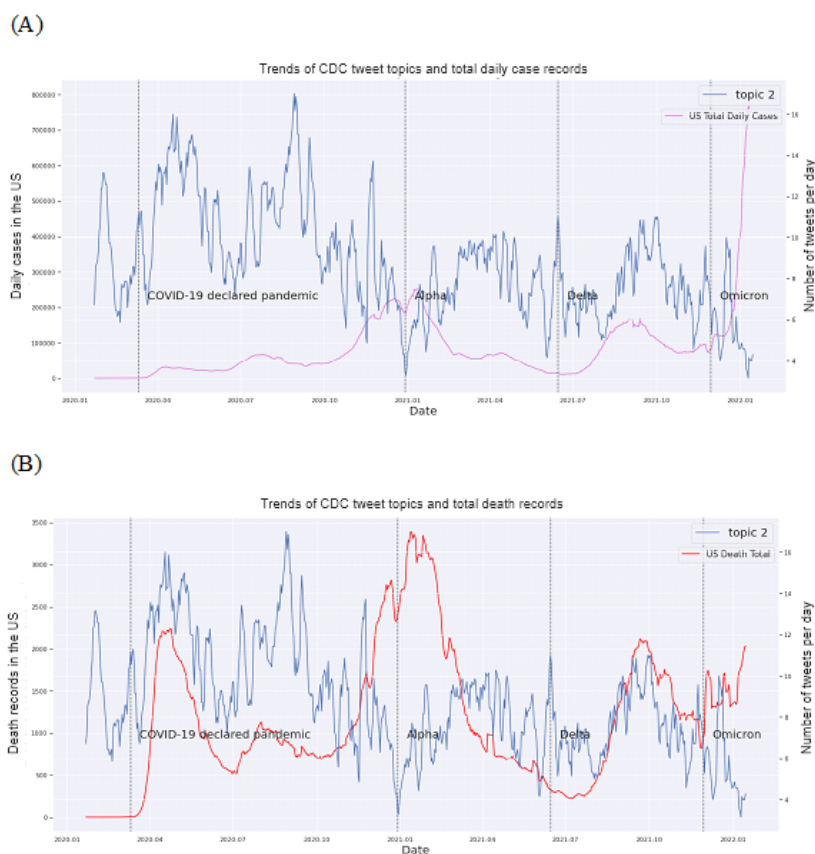 (A)
Trends of CDC tweet topics and total daily case records
topic 2
US Total Daily Cases
Daily cases in the US
800000
700000
600000
500000
400000
300000
200000
100000
0
16
14
12
10
8
6
4
Number of tweets per day
COVID-19 declared pandemic
Alpha
Delta
Omicron
2020.01
2020.07
2020.10
2021.01
2021.04
2021.07
2021.10
2022.01
Date
(B)
Trends of CDC tweet topics and total death records
topic 2
US Death Total
Death records in the US
3500
3000
2500
2000
1500
1000
500
0
16
14
12
10
8
6
4
Number of tweets per day
COVID-19 declared pandemic
Alpha
Delta
Omicron
2020.01
2020.04
2020.07
2020.10
2021.01
2021.04
2021.07
2021.10
2022.01
Date